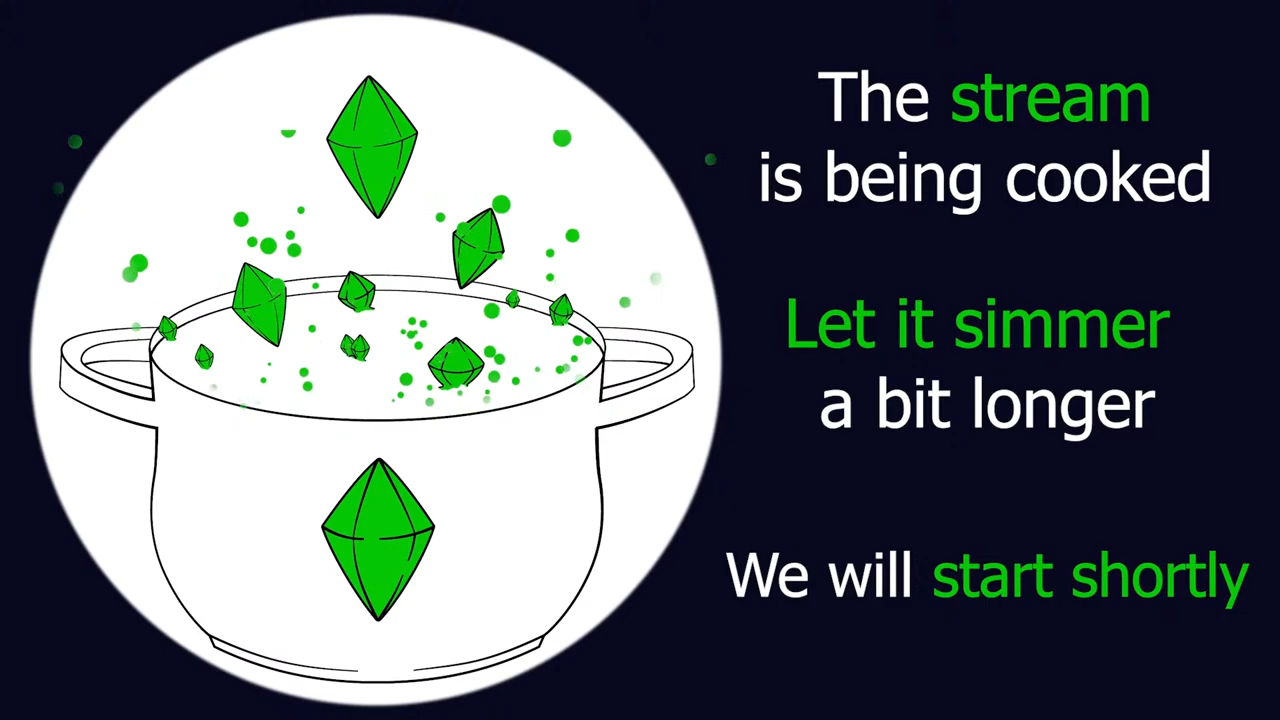 The stream
is being cooked
Let it simmer
a bit longer
We will start shortly